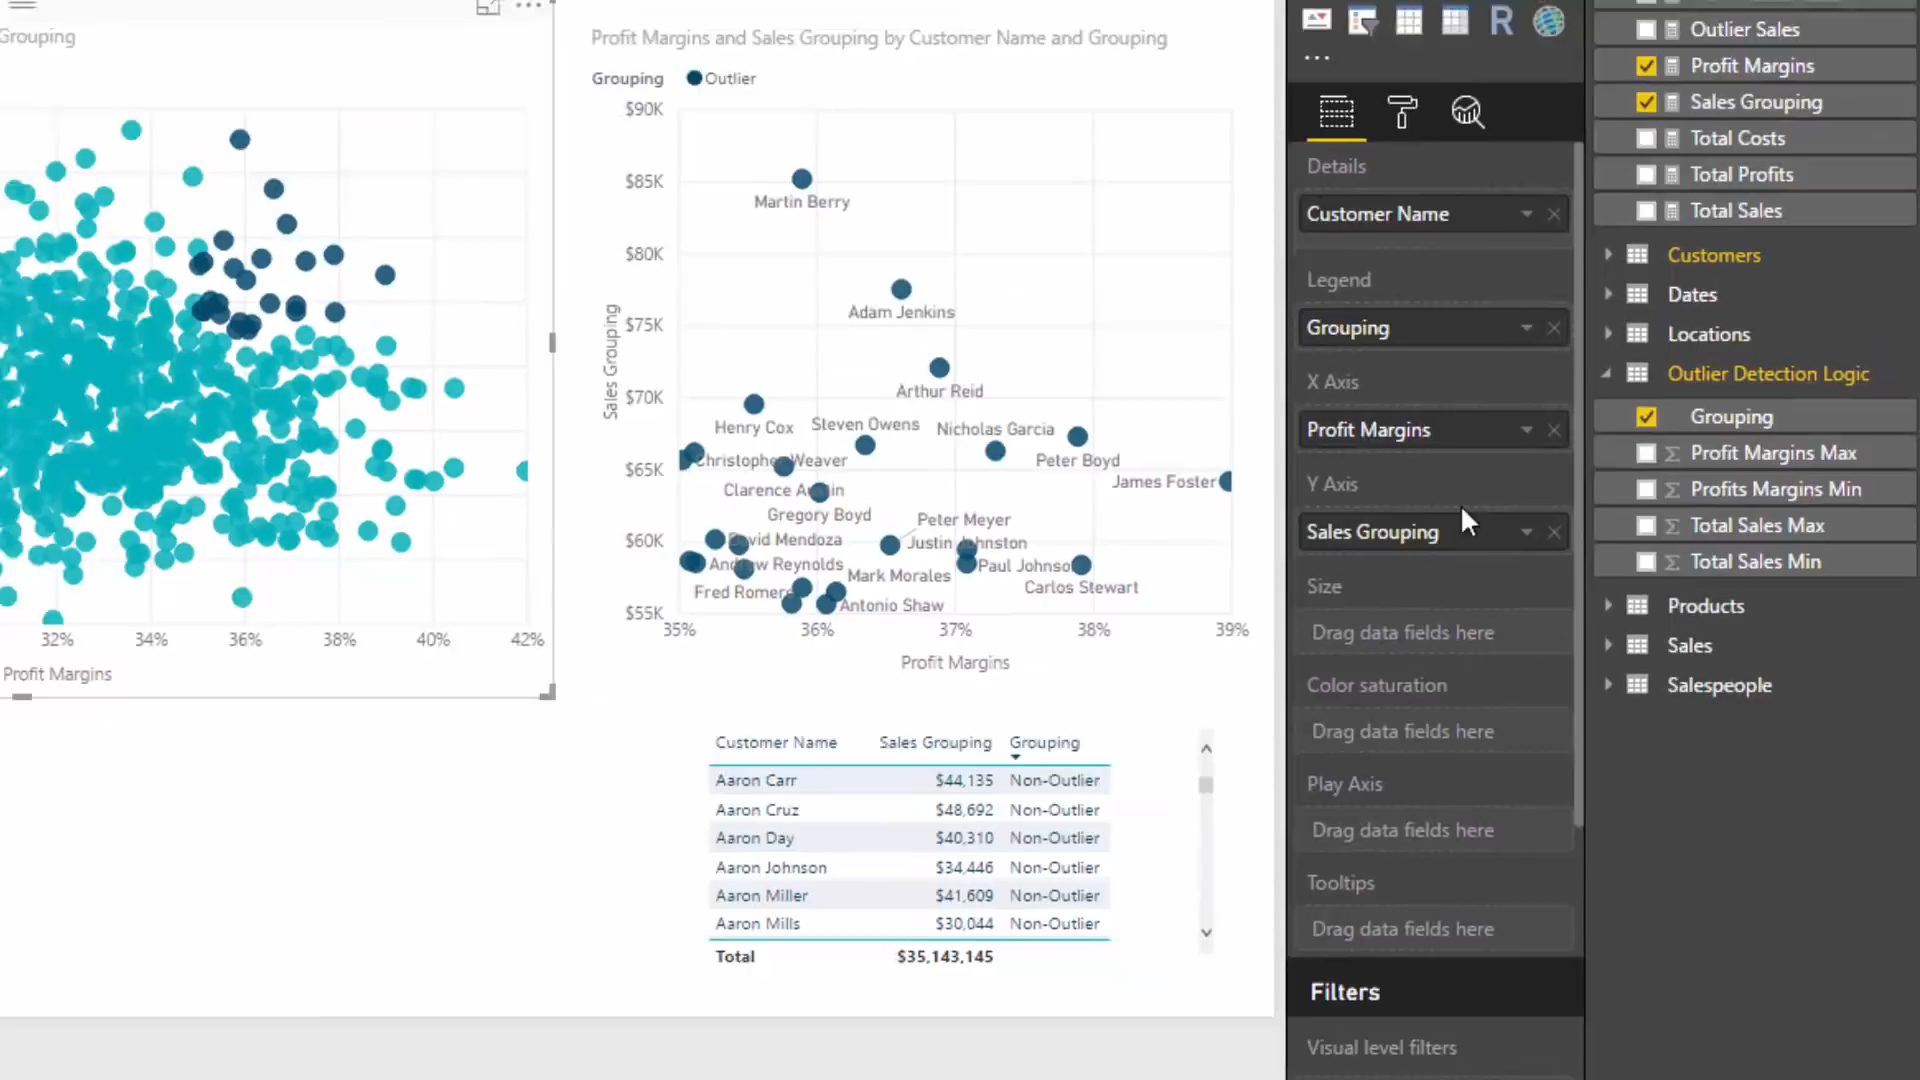 Grouping
32%
34%
36%
38%
40%
42%
Profit Margins
Profit Margins and Sales Grouping by Customer Name and Grouping
Grouping Outlier
$90K
$85K
$80K
$75K
$70K
$65K
$60K
$55K
Sales Grouping
Martin Berry
Adam Jenkins
Arthur Reid
Henry Cox
Steven Owens
Nicholas Garcia
Peter Boyd
Christopher Weaver
James Foster
Clarence Austin
Gregory Boyd
Peter Meyer
David Mendoza
Justin Johnston
Andrew Reynolds
Paul Johnso
Mark Morales
Carlos Stewart
Fred Romero
Antonio Shaw
35%
36%
37%
38%
39%
Profit Margins
Customer Name Sales Grouping Grouping
Aaron Carr $44,135 Non-Outlier
Aaron Cruz $48,692 Non-Outlier
Aaron Day $40,310 Non-Outlier
Aaron Johnson $34,446 Non-Outlier
Aaron Miller $41,609 Non-Outlier
Aaron Mills $30,044 Non-Outlier
Total $35,143,145
R
...
Details
Customer Name
Legend
Grouping
X Axis
Profit Margins
Y Axis
Sales Grouping
Size
Drag data fields here
Color saturation
Drag data fields here
Play Axis
Drag data fields here
Tooltips
Drag data fields here
Filters
Visual level filters
Outlier Sales
Profit Margins
Sales Grouping
Total Costs
Total Profits
Total Sales
Customers
Dates
Locations
Outlier Detection Logic
Grouping
Profit Margins Max
Profits Margins Min
Total Sales Max
Total Sales Min
Products
Sales
Salespeople